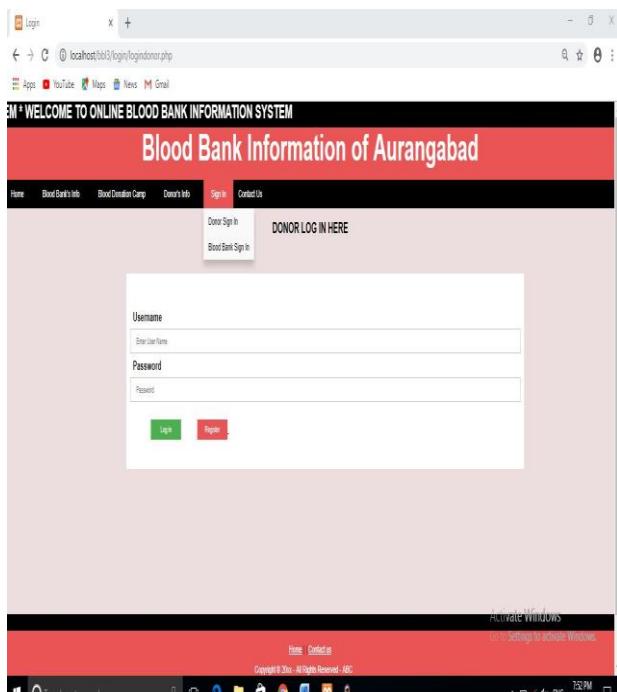 Login
localhost/bbl3/login/logindonor.php
Apps YouTube Maps News Gmail
EM * WELCOME TO ONLINE BLOOD BANK INFORMATION SYSTEM
Blood Bank Information of Aurangabad
Home Blood Bank's Info Blood Donation Camp Donor's Info Sign In Contact Us
Donor Sign In
Blood Bank Sign In
DONOR LOG IN HERE
Username
Enter User Name
Password
Password
Log in Register
Activate Windows
Go to Settings to activate Windows.
Home Contact us
Copyright © 20xx - All Rights Reserved - ABC
7:52 PM